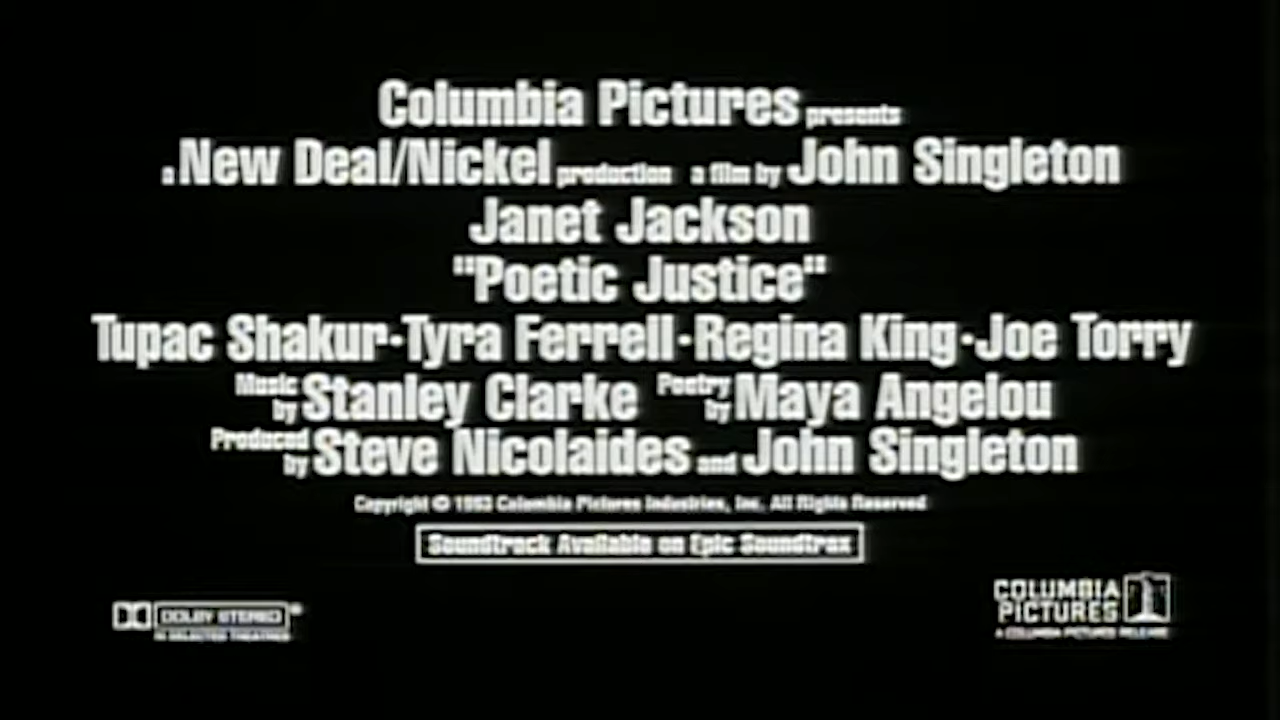 Columbia Pictures presents
a New Deal/Nickel production a film by John Singleton
Janet Jackson
"Poetic Justice"
Tupac Shakur·Tyra Ferrell·Regina King·Joe Torry
Music by Stanley Clarke Poetry by Maya Angelou
Produced by Steve Nicolaides and John Singleton
Copyright © 1993 Columbia Pictures Industries, Inc. All Rights Reserved
Soundtrack Available on Epic Soundtrax
DOLBY STEREO
IN SELECTED THEATRES
COLUMBIA
PICTURES
A COLUMBIA PICTURES RELEASE